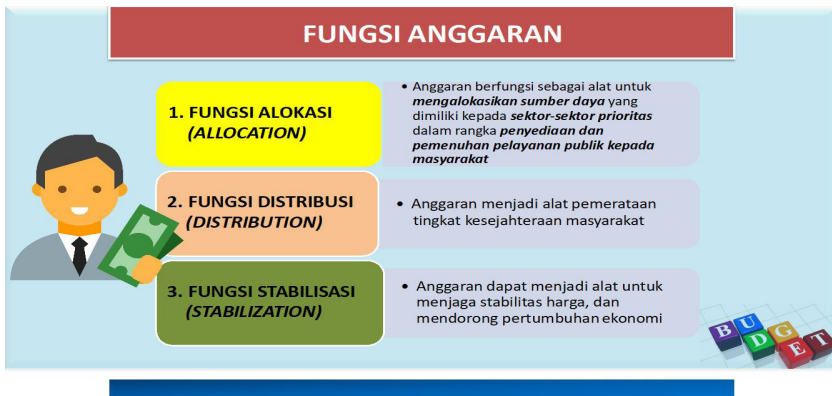 FUNGSI ANGGARAN
1. FUNGSI ALOKASI
(ALLOCATION)
• Anggaran berfungsi sebagai alat untuk
mengalokasikan sumber daya yang
dimiliki kepada sektor-sektor prioritas
dalam rangka penyediaan dan
pemenuhan pelayanan publik kepada
masyarakat
2. FUNGSI DISTRIBUSI
(DISTRIBUTION)
• Anggaran menjadi alat pemerataan
tingkat kesejahteraan masyarakat
3. FUNGSI STABILISASI
(STABILIZATION)
• Anggaran dapat menjadi alat untuk
menjaga stabilitas harga, dan
mendorong pertumbuhan ekonomi
BUDGET